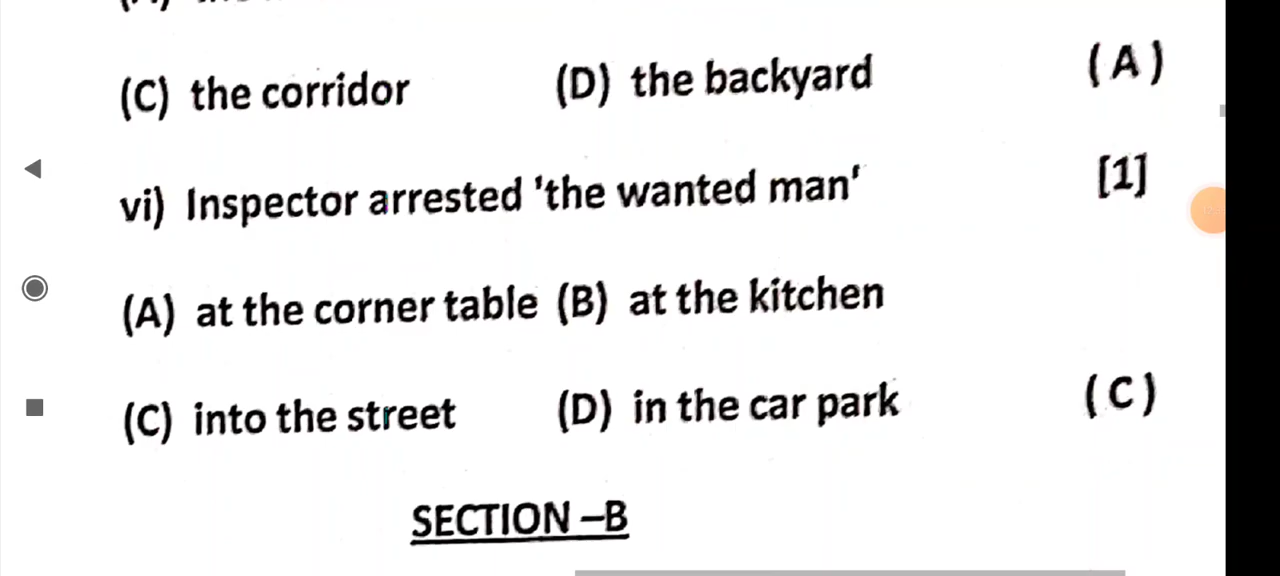 (C) the corridor (D) the backyard (A)
vi) Inspector arrested 'the wanted man' [1]
(A) at the corner table (B) at the kitchen
(C) into the street (D) in the car park (C)
SECTION –B